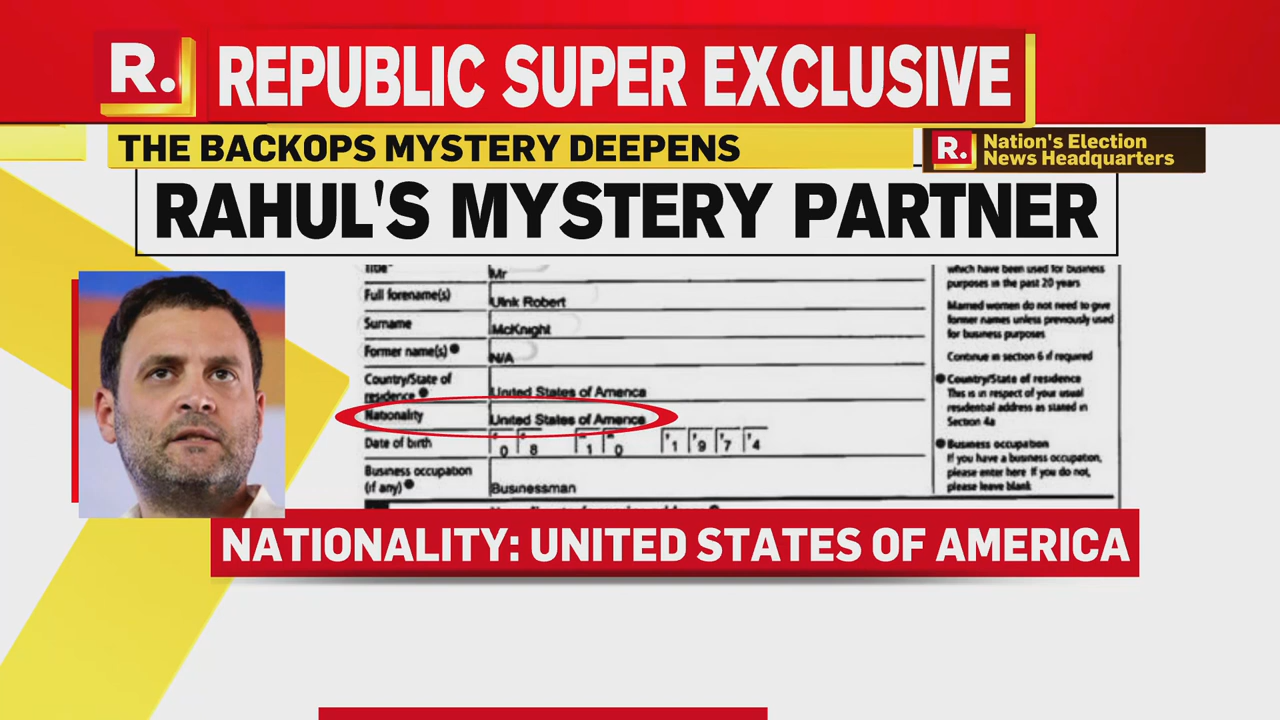 R. REPUBLIC SUPER EXCLUSIVE
THE BACKOPS MYSTERY DEEPENS
R. Nation's Election
News Headquarters
RAHUL'S MYSTERY PARTNER
Title* Mr
Full forename(s) Ulnk Robert
Surname McKnight
Former name(s) N/A
Country/State of
residence United States of America
Nationality United States of America
Date of birth 0 8 1 0 1 9 7 4
Business occupation
(if any) Businessman
which have been used for business
purposes in the past 20 years
Married women do not need to give
former names unless previously used
for business purposes
Continue in section 6 if required
Country/State of residence
This is in respect of your usual
residential address as stated in
Section 4a
Business occupation
If you have a business occupation,
please enter here If you do not,
please leave blank
NATIONALITY: UNITED STATES OF AMERICA